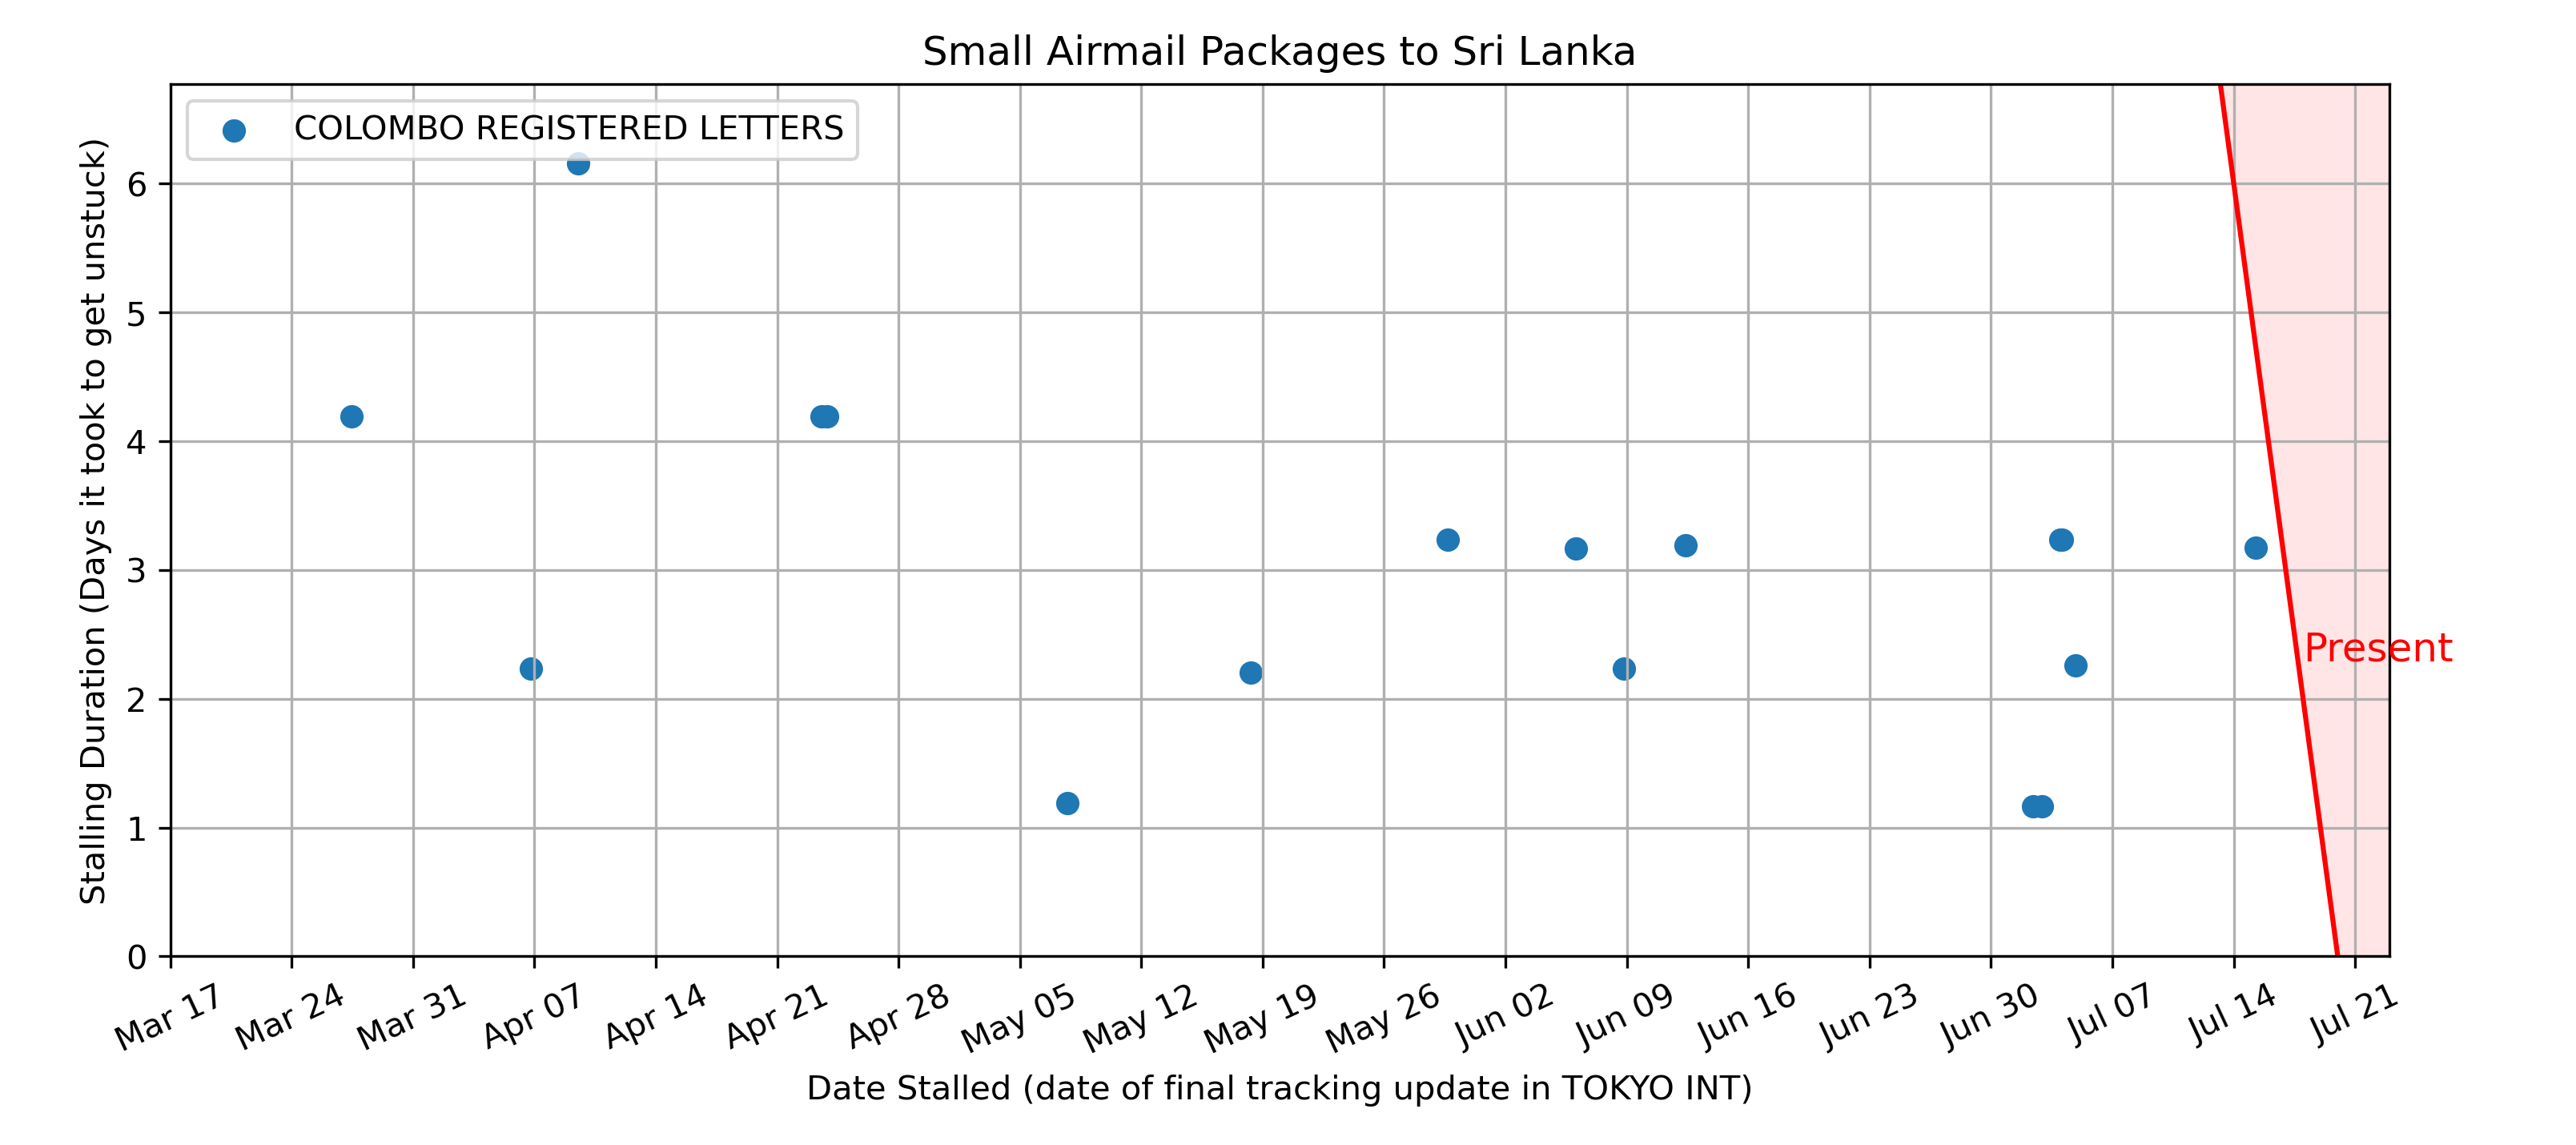 Small Airmail Packages to Sri Lanka
COLOMBO REGISTERED LETTERS
Stalling Duration (Days it took to get unstuck)
6
5
4
3
2
1
0
Present
Mar 17
Mar 24
Mar 31
Apr 07
Apr 14
Apr 21
Apr 28
May 05
May 12
May 19
May 26
Jun 02
Jun 09
Jun 16
Jun 23
Jun 30
Jul 07
Jul 14
Jul 21
Date Stalled (date of final tracking update in TOKYO INT)